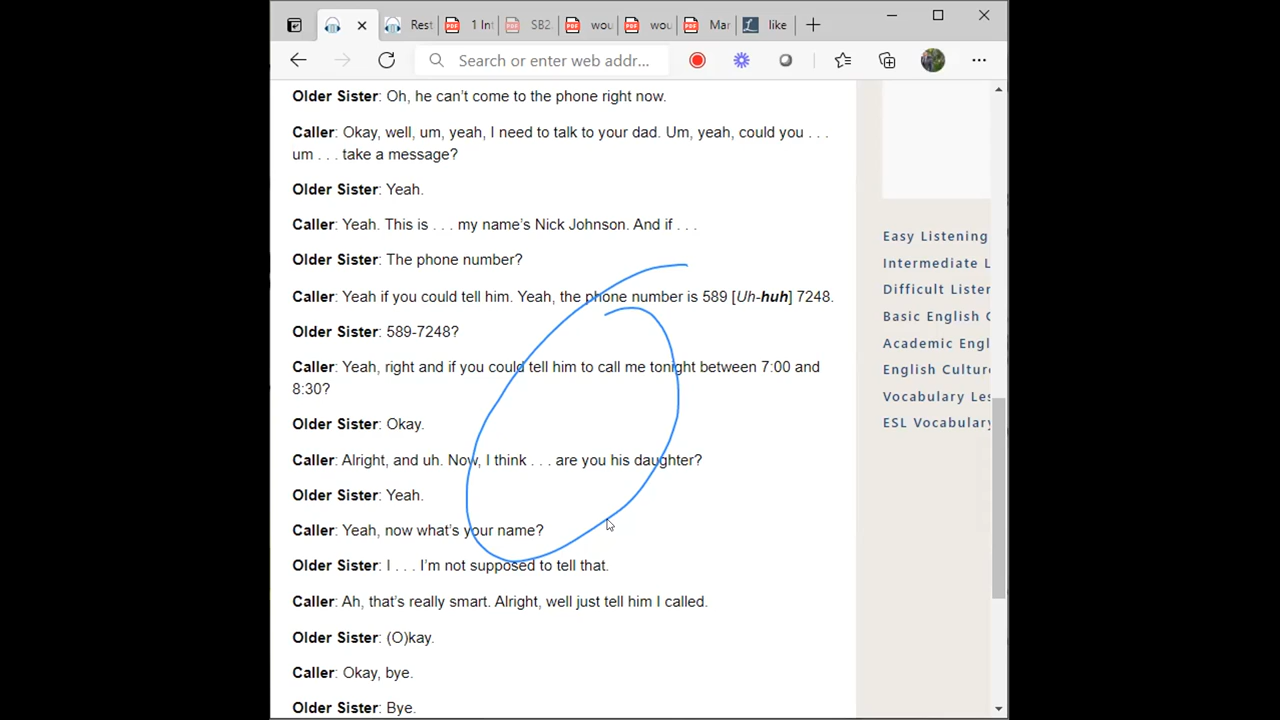 Rest
1 Int
SB2
wou
wou
Mar
like
Search or enter web addr...
Older Sister: Oh, he can't come to the phone right now.
Caller: Okay, well, um, yeah, I need to talk to your dad. Um, yeah, could you . . .
um . . . take a message?
Older Sister: Yeah.
Caller: Yeah. This is . . . my name's Nick Johnson. And if . . .
Older Sister: The phone number?
Caller: Yeah if you could tell him. Yeah, the phone number is 589 [Uh-huh] 7248.
Older Sister: 589-7248?
Caller: Yeah, right and if you could tell him to call me tonight between 7:00 and
8:30?
Older Sister: Okay.
Caller: Alright, and uh. Now, I think . . . are you his daughter?
Older Sister: Yeah.
Caller: Yeah, now what's your name?
Older Sister: I . . . I'm not supposed to tell that.
Caller: Ah, that's really smart. Alright, well just tell him I called.
Older Sister: (O)kay.
Caller: Okay, bye.
Older Sister: Bye.
Easy Listening
Intermediate L
Difficult Listen
Basic English C
Academic Engl
English Culture
Vocabulary Les
ESL Vocabulary